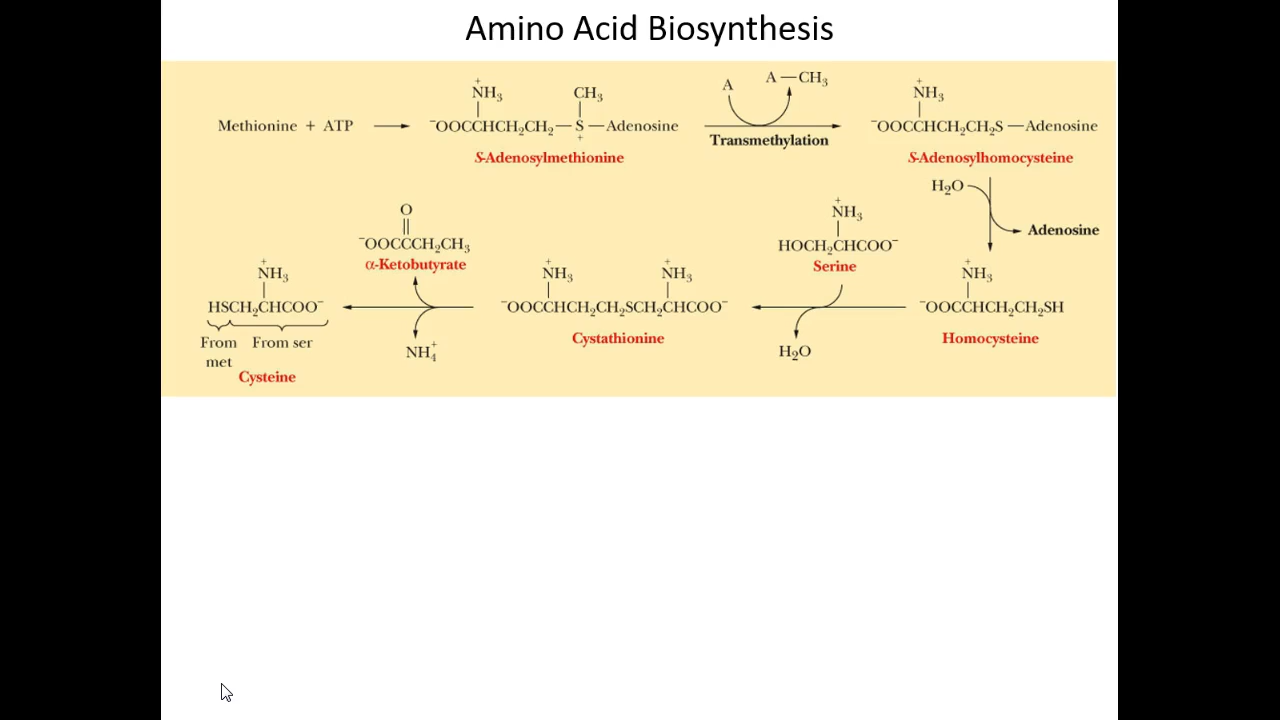 Amino Acid Biosynthesis
Methionine + ATP
+
NH₃
CH₃
⁻OOCCHCH₂CH₂—S—Adenosine
+
S-Adenosylmethionine
A
A—CH₃
Transmethylation
+
NH₃
⁻OOCCHCH₂CH₂S—Adenosine
S-Adenosylhomocysteine
H₂O
Adenosine
+
NH₃
⁻OOCCHCH₂CH₂SH
Homocysteine
+
NH₃
HOCH₂CHCOO⁻
Serine
H₂O
+
NH₃
+
NH₃
⁻OOCCHCH₂CH₂SCH₂CHCOO⁻
Cystathionine
O
⁻OOCCCH₂CH₃
α-Ketobutyrate
NH₄⁺
+
NH₃
HSCH₂CHCOO⁻
From From ser
met
Cysteine